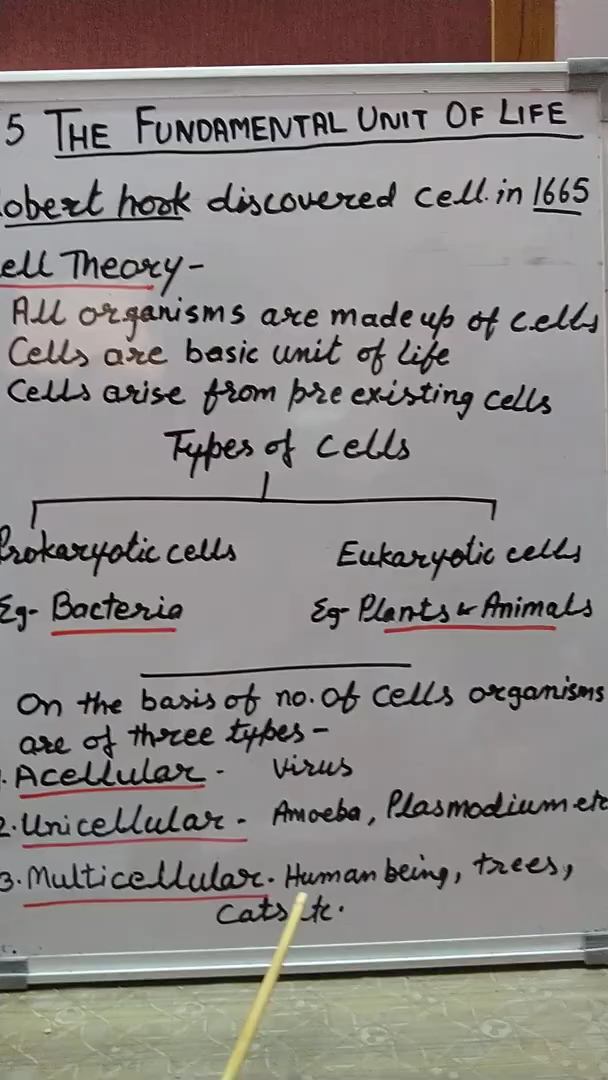 5 THE FUNDAMENTAL UNIT OF LIFE
obert hook discovered cell in 1665
ell Theory-
All organisms are made up of cells
Cells are basic unit of life
Cells arise from pre existing cells
Types of cells
Prokaryotic cells Eukaryotic cells
Eg- Bacteria Eg- Plants & Animals
On the basis of no. of cells organisms
are of three types-
1. Acellular - Virus
2. Unicellular - Amoeba, Plasmodium etc
3. Multicellular. Human being, trees,
Cats etc.